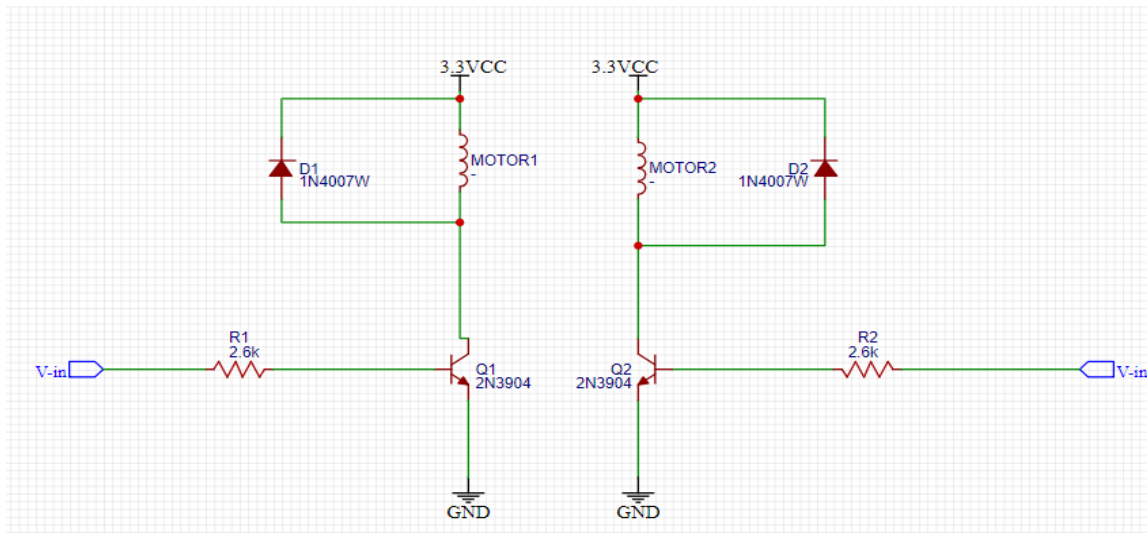 3.3VCC
3.3VCC
D1
1N4007W
MOTOR1
-
MOTOR2
-
D2
1N4007W
R1
2.6k
R2
2.6k
V-in
Q1
2N3904
Q2
2N3904
V-in
GND
GND